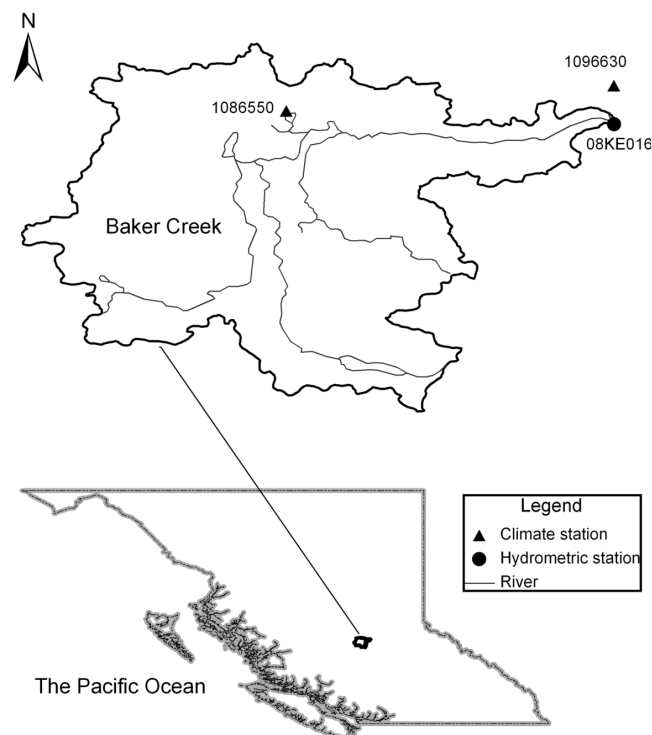 N
1096630
1086550
08KE016
Baker Creek
Legend
Climate station
Hydrometric station
River
The Pacific Ocean